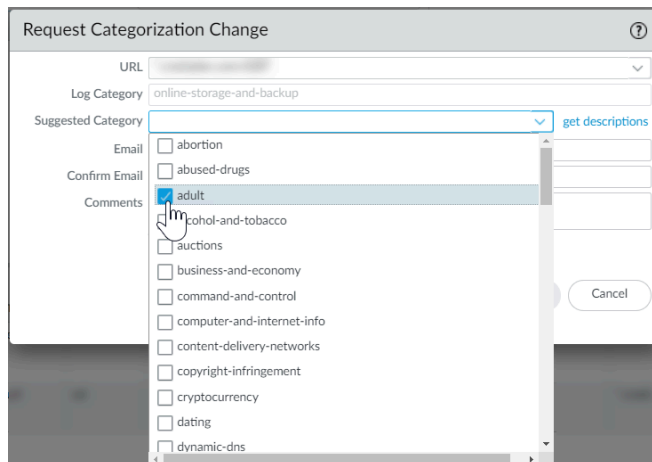 Request Categorization Change
URL
Log Category online-storage-and-backup
Suggested Category get descriptions
Email
abortion
Confirm Email
abused-drugs
Comments
adult
cohol-and-tobacco
auctions
business-and-economy
Cancel
command-and-control
computer-and-internet-info
content-delivery-networks
copyright-infringement
cryptocurrency
dating
dynamic-dns